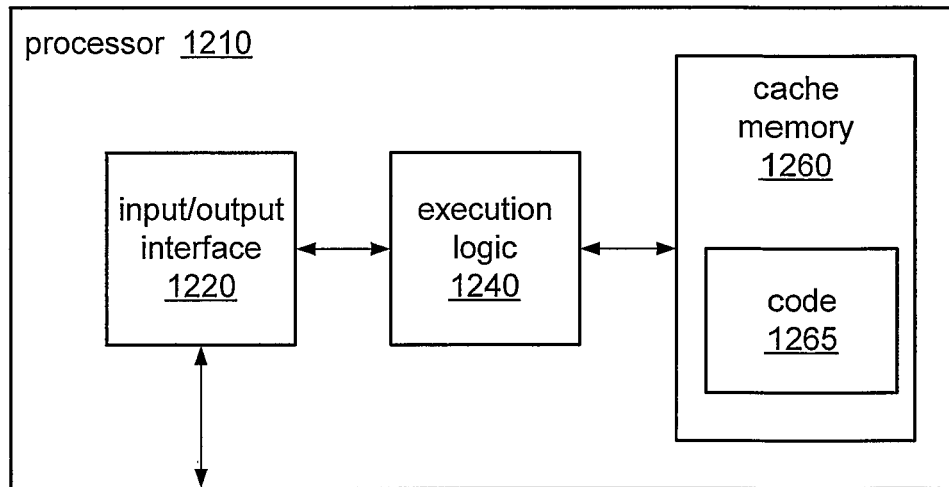 processor 1210
input/output
interface
1220
execution
logic
1240
cache
memory
1260
code
1265